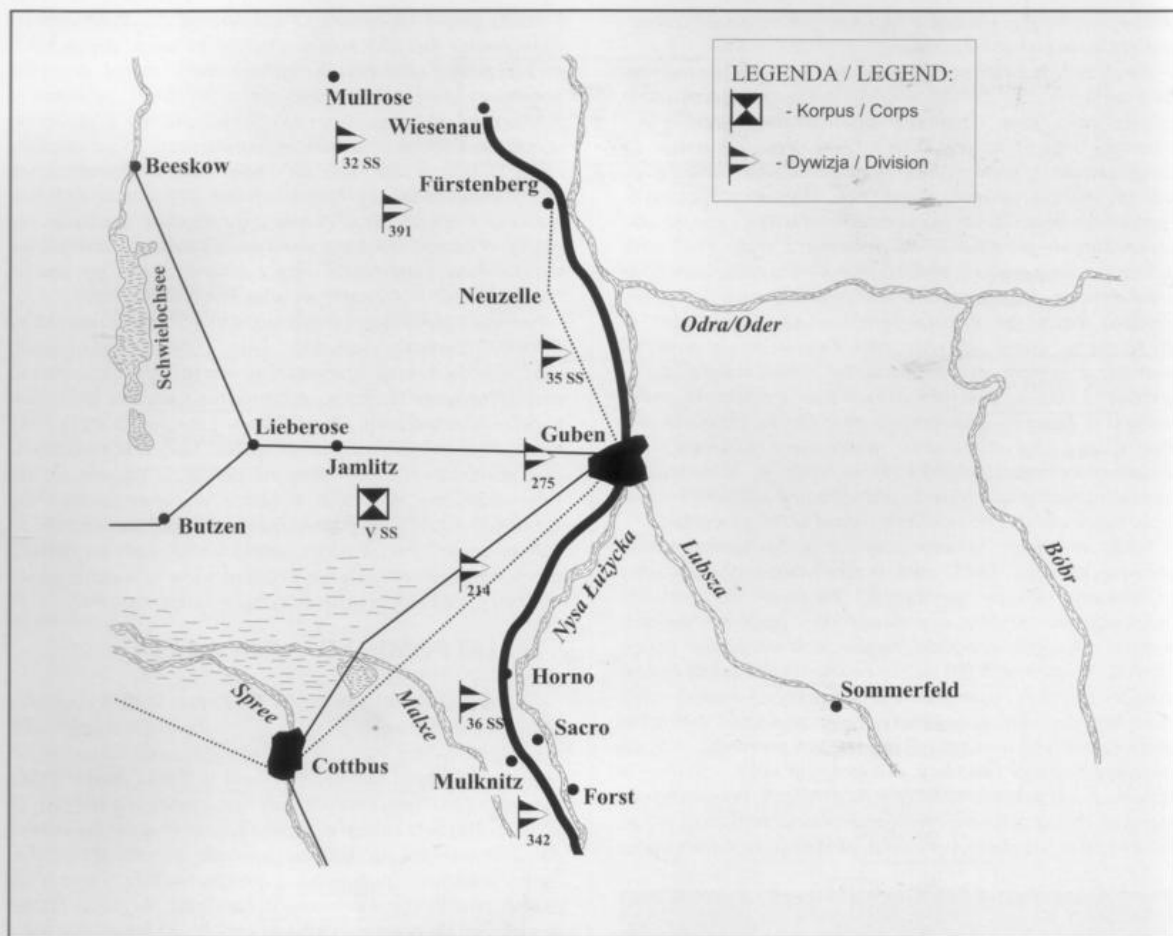 LEGENDA / LEGEND:
- Korpus / Corps
- Dywizja / Division
Mullrose
Wiesenau
32 SS
Beeskow
Fürstenberg
391
Schwielochsee
Neuzelle
Odra/Oder
35 SS
Lieberose
Guben
Jamlitz
275
V SS
Butzen
214
Nysa Łużycka
Lubsza
Bóbr
Horno
Sommerfeld
36 SS
Spree
Malxe
Sacro
Cottbus
Mulknitz
Forst
342